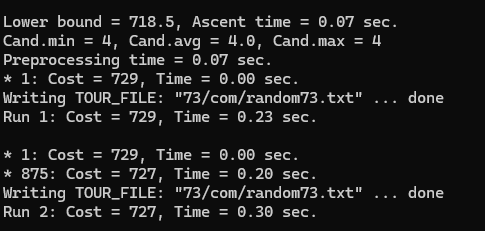 Lower bound = 718.5, Ascent time = 0.07 sec.
Cand.min = 4, Cand.avg = 4.0, Cand.max = 4
Preprocessing time = 0.07 sec.
* 1: Cost = 729, Time = 0.00 sec.
Writing TOUR_FILE: "73/com/random73.txt" ... done
Run 1: Cost = 729, Time = 0.23 sec.

* 1: Cost = 729, Time = 0.00 sec.
* 875: Cost = 727, Time = 0.20 sec.
Writing TOUR_FILE: "73/com/random73.txt" ... done
Run 2: Cost = 727, Time = 0.30 sec.